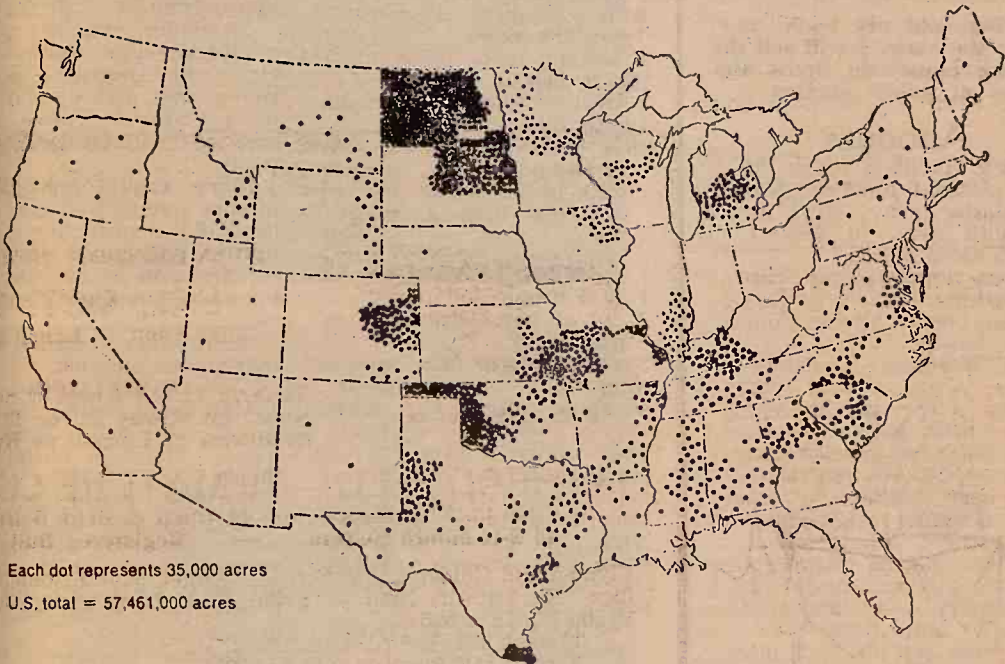 Each dot represents 35,000 acres
U.S. total = 57,461,000 acres